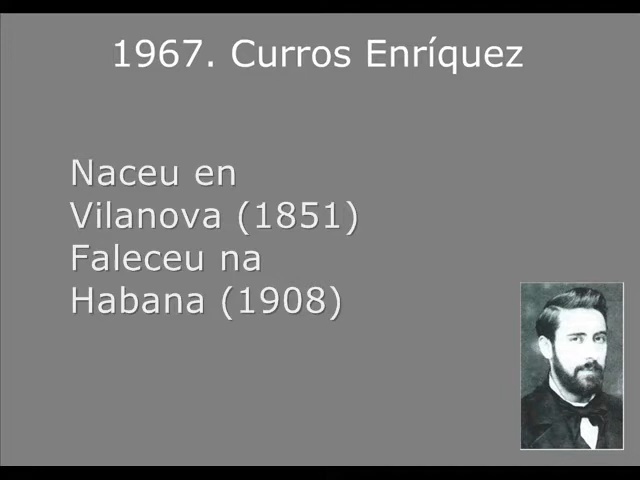 1967. Curros Enríquez
Naceu en
Vilanova (1851)
Faleceu na
Habana (1908)